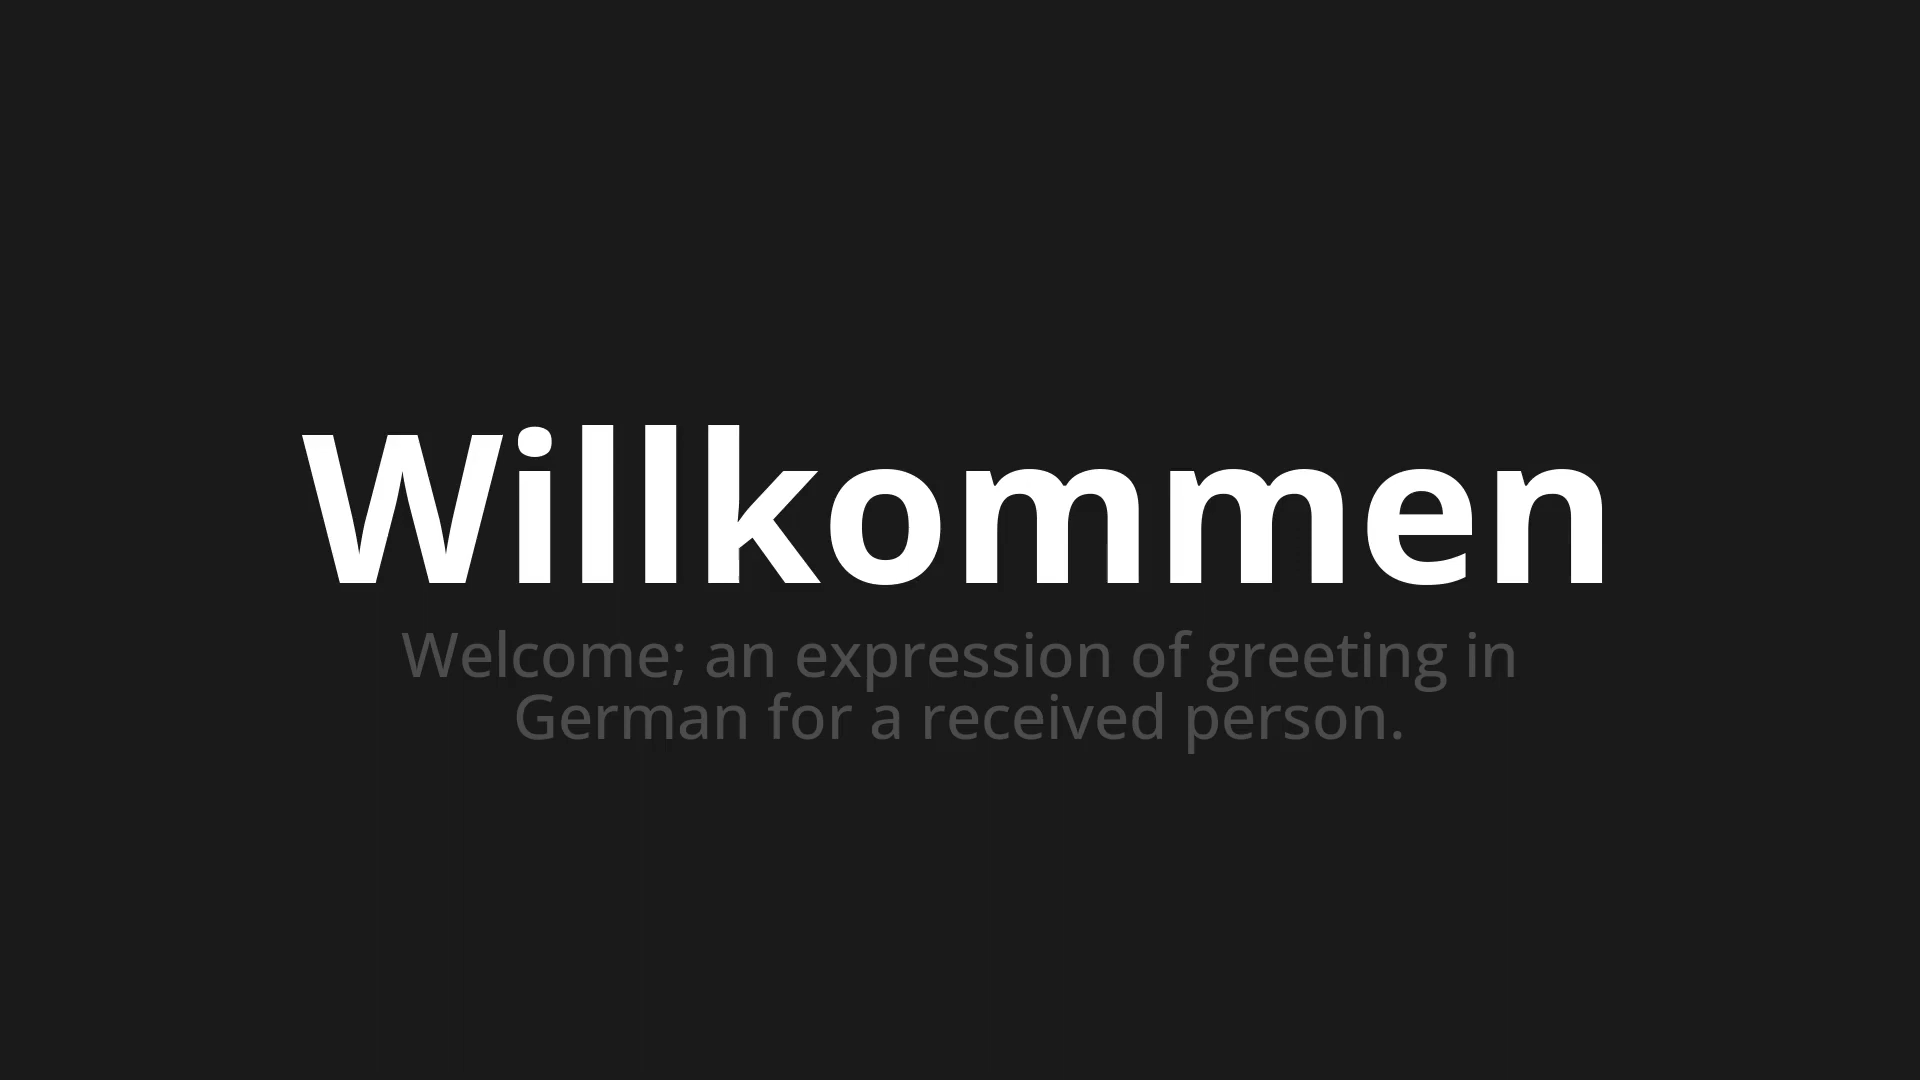 Willkommen
Welcome; an expression of greeting in
German for a received person.